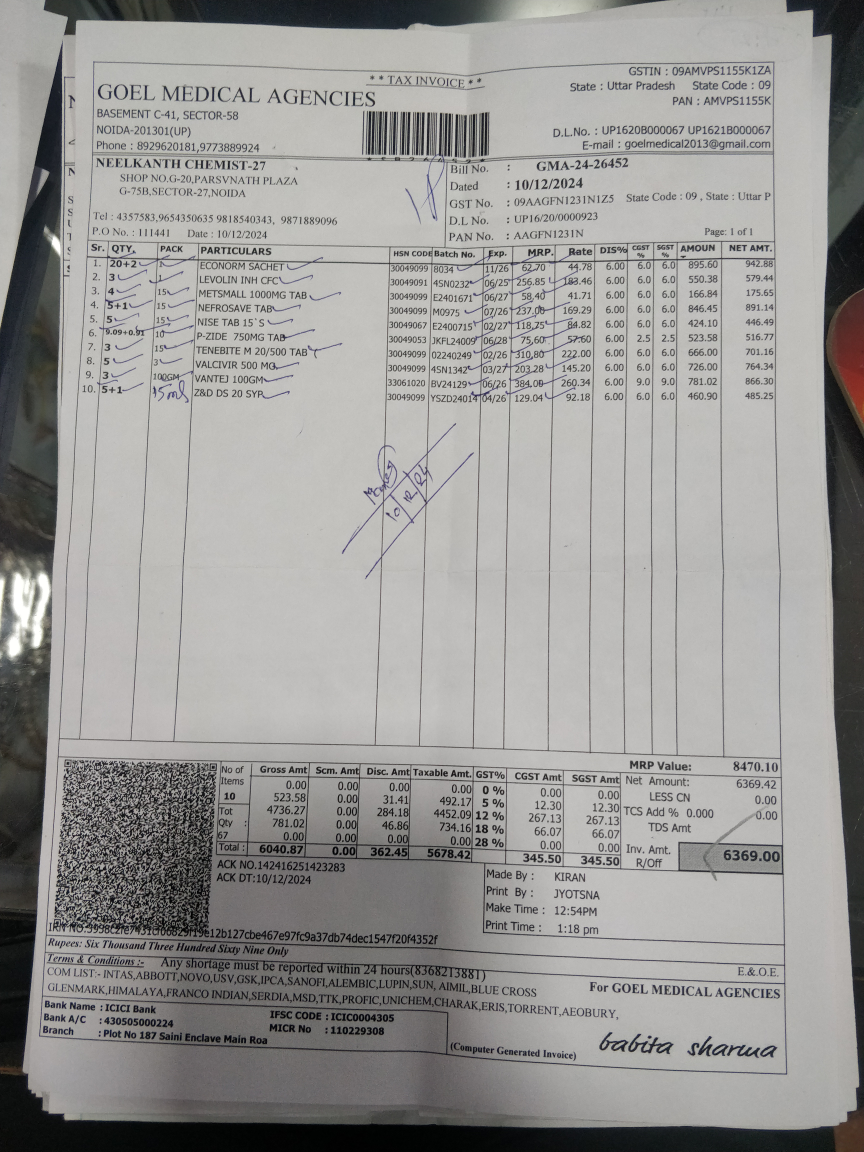 * * TAX INVOICE * *
GSTIN : 09AMVPS1155K1ZA
State : Uttar Pradesh State Code : 09
PAN : AMVPS1155K
GOEL MEDICAL AGENCIES
BASEMENT C-41, SECTOR-58
NOIDA-201301(UP)
Phone : 8929620181,9773889924
D.L.No. : UP1620B000067 UP1621B000067
E-mail : goelmedical2013@gmail.com
NEELKANTH CHEMIST-27
SHOP NO.G-20,PARSVNATH PLAZA
G-75B,SECTOR-27,NOIDA
Tel : 4357583,9654350635 9818540343, 9871889096
P.O No. : 111441 Date : 10/12/2024
Bill No. : GMA-24-26452
Dated : 10/12/2024
GST No. : 09AAGFN1231N1Z5 State Code : 09 , State : Uttar P
D.L No. : UP16/20/0000923
PAN No. : AAGFN1231N Page: 1 of 1
Sr. QTY. PACK PARTICULARS HSN CODE Batch No. Exp. MRP. Rate DIS% CGST % SGST % AMOUN NET AMT.
1. 20+2 1 ECONORM SACHET 30049099 8034 11/26 62.70 44.78 6.00 6.0 6.0 895.60 942.88
2. 3 1 LEVOLIN INH CFC 30049091 4SN0232 06/25 256.85 183.46 6.00 6.0 6.0 550.38 579.44
3. 4 15 METSMALL 1000MG TAB 30049099 E2401671 06/27 58.40 41.71 6.00 6.0 6.0 166.84 175.65
4. 5+1 15 NEFROSAVE TAB 30049099 M0975 07/26 237.00 169.29 6.00 6.0 6.0 846.45 891.14
5. 5 15 NISE TAB 15`S 30049067 E2400715 02/27 118.75 84.82 6.00 6.0 6.0 424.10 446.49
6. 9.09+0.91 10 P-ZIDE 750MG TAB 30049053 JKFL24009 06/28 75.60 57.60 6.00 2.5 2.5 523.58 516.77
7. 3 15 TENEBITE M 20/500 TAB 30049099 02240249 02/26 310.80 222.00 6.00 6.0 6.0 666.00 701.16
8. 5 3 VALCIVIR 500 MG 30049099 4SN1342 03/27 203.28 145.20 6.00 6.0 6.0 726.00 764.34
9. 3 100GM VANTEJ 100GM 33061020 BV24129 06/26 384.00 260.34 6.00 9.0 9.0 781.02 866.30
10. 5+1 15ml Z&D DS 20 SYP 30049099 YSZD24014 04/26 129.04 92.18 6.00 6.0 6.0 460.90 485.25
10/12/24
No of Items 10 Tot Qty : 67
Gross Amt Scm. Amt Disc. Amt Taxable Amt. GST% CGST Amt SGST Amt
0.00 0.00 0.00 0.00 0 % 0.00 0.00
523.58 0.00 31.41 492.17 5 % 12.30 12.30
4736.27 0.00 284.18 4452.09 12 % 267.13 267.13
781.02 0.00 46.86 734.16 18 % 66.07 66.07
0.00 0.00 0.00 0.00 28 % 0.00 0.00
Total : 6040.87 0.00 362.45 5678.42 345.50 345.50
MRP Value: 8470.10
Net Amount: 6369.42
LESS CN 0.00
TCS Add % 0.000 0.00
TDS Amt
Inv. Amt. R/Off 6369.00
ACK NO.142416251423283
ACK DT:10/12/2024
Made By : KIRAN
Print By : JYOTSNA
Make Time : 12:54PM
Print Time : 1:18 pm
Rupees: Six Thousand Three Hundred Sixty Nine Only
Terms & Conditions :- Any shortage must be reported within 24 hours(8368213881)
E.& O.E.
COM LIST:- INTAS,ABBOTT,NOVO,USV,GSK,IPCA,SANOFI,ALEMBIC,LUPIN,SUN, AIMIL,BLUE CROSS
GLENMARK,HIMALAYA,FRANCO INDIAN,SERDIA,MSD,TTK,PROFIC,UNICHEM,CHARAK,ERIS,TORRENT,AEOBURY,
For GOEL MEDICAL AGENCIES
Bank Name : ICICI Bank IFSC CODE : ICIC0004305
Bank A/C : 430505000224 MICR No : 110229308
Branch : Plot No 187 Saini Enclave Main Roa
(Computer Generated Invoice)
babita sharma